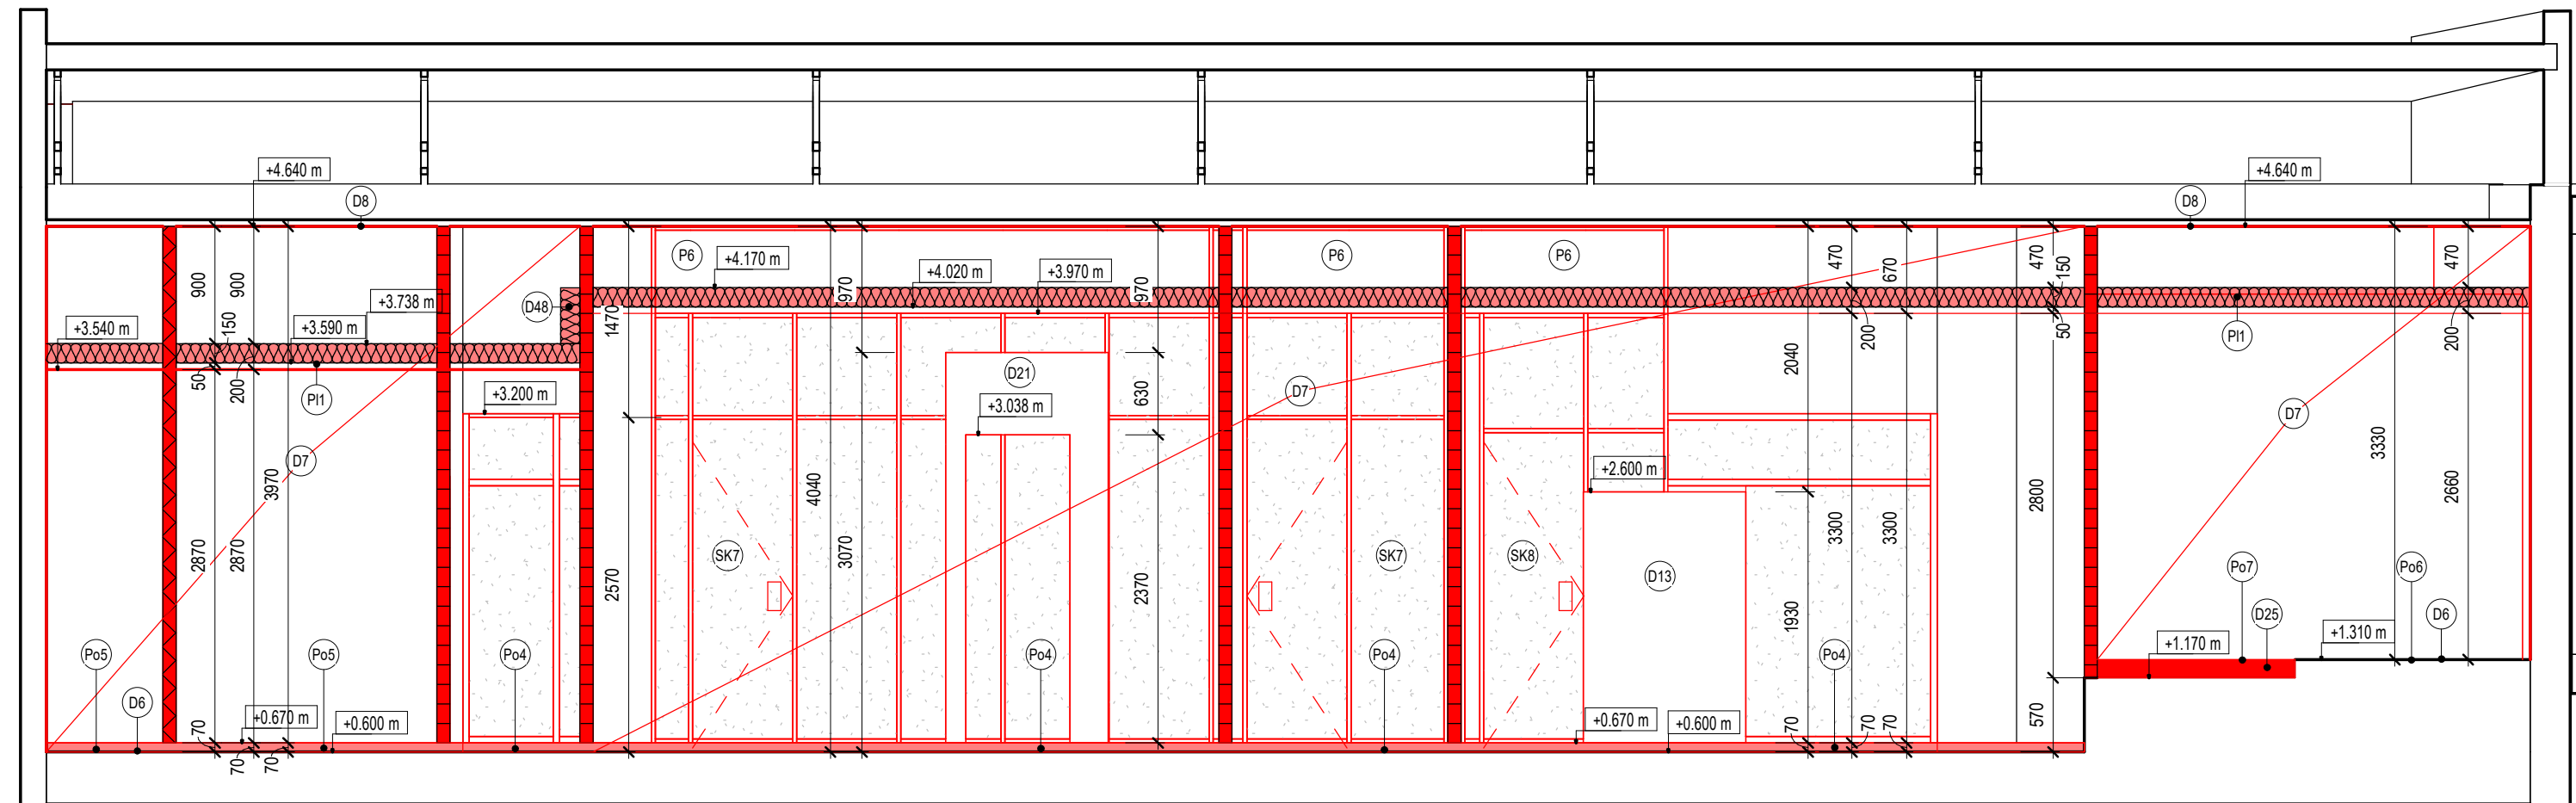 +4.640 m
+4.640 m
D8
D8
P6
P6
P6
+4.170 m
+4.020 m
+3.970 m
900
900
970
970
470
670
470
150
470
D48
+3.738 m
+3.540 m
+3.590 m
150
1470
200
50
200
Pl1
50
200
Pl1
D21
630
2040
D7
D7
+3.200 m
+3.038 m
3330
D7
3970
+2.600 m
4040
2800
2660
2870
2870
3070
SK7
SK7
SK8
3300
3300
D13
2570
2370
1930
Po7
Po6
D25
D6
+1.310 m
+1.170 m
Po5
Po5
Po4
Po4
Po4
Po4
D6
+0.670 m
+0.600 m
+0.670 m
+0.600 m
570
70
70
70
70
70
70